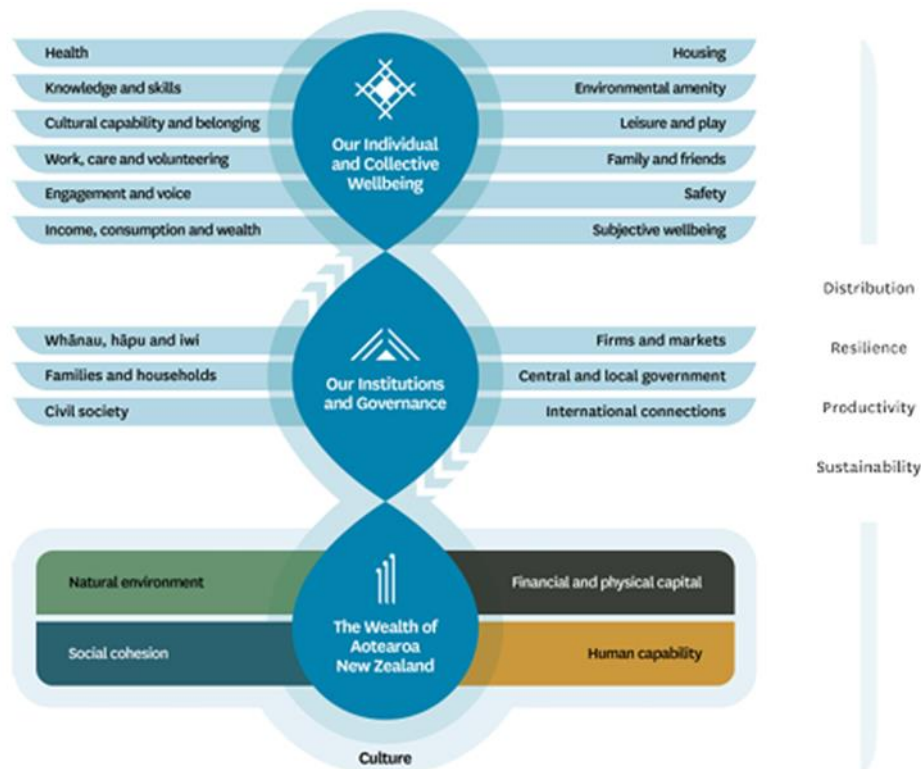 Health
Housing
Knowledge and skills
Environmental amenity
Cultural capability and belonging
Leisure and play
Work, care and volunteering
Family and friends
Engagement and voice
Safety
Income, consumption and wealth
Subjective wellbeing
Our Individual
and Collective
Wellbeing
Whānau, hāpu and iwi
Firms and markets
Families and households
Central and local government
Civil society
International connections
Our Institutions
and Governance
Natural environment
Financial and physical capital
Social cohesion
Human capability
The Wealth of
Aotearoa
New Zealand
Culture
Distribution
Resilience
Productivity
Sustainability